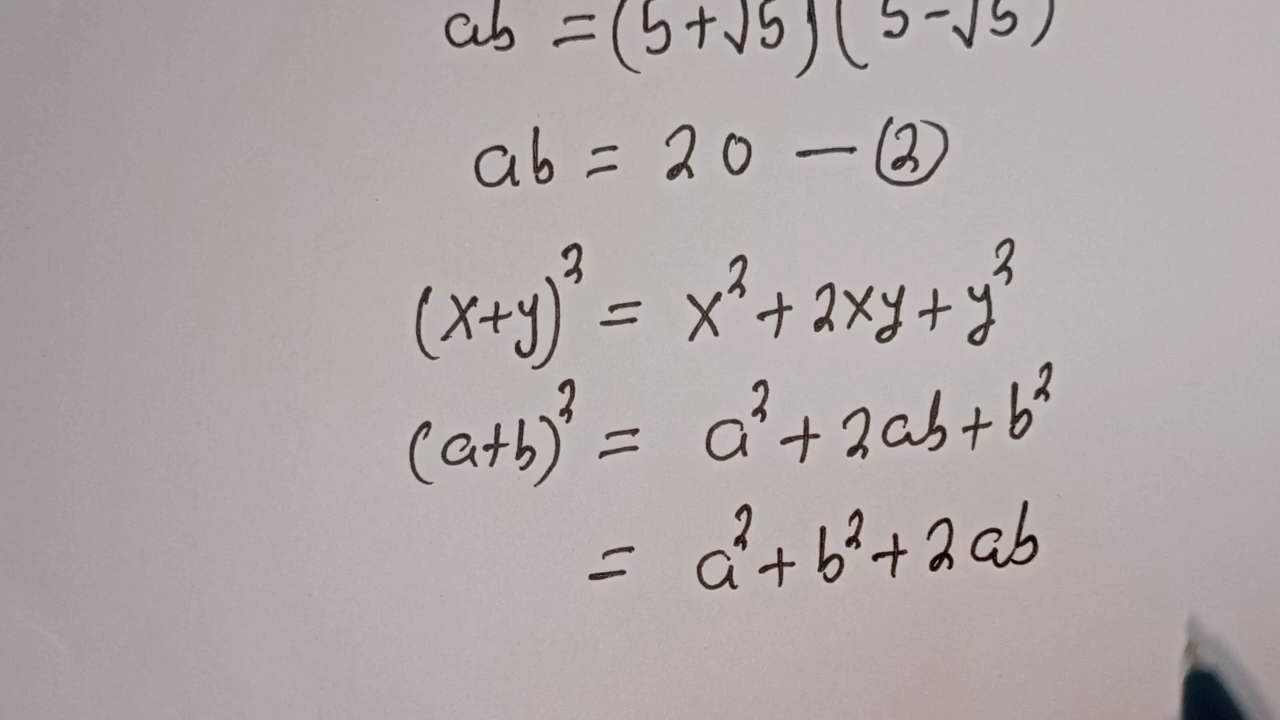 ab = (5+√5)(5-√5)
ab = 20 — ②
(x+y)² = x² + 2xy + y²
(a+b)² = a² + 2ab + b²
= a² + b² + 2ab